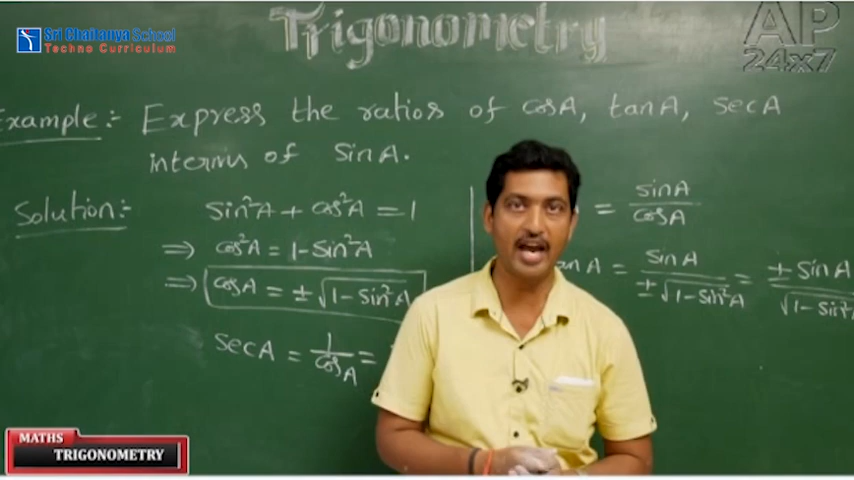 Sri Chaitanya School
Techno Curriculum
Trigonometry
AP
24x7
Example:- Express the ratios of cosA, tanA, secA
interms of sinA.
Solution:- sin²A + cos²A = 1
⇒ cos²A = 1-sin²A
⇒ cosA = ±√1-sin²A
secA = 1/cosA =
= sinA/cosA
tanA = sinA/±√1-sin²A = ±sinA/√1-sin²A
MATHS
TRIGONOMETRY